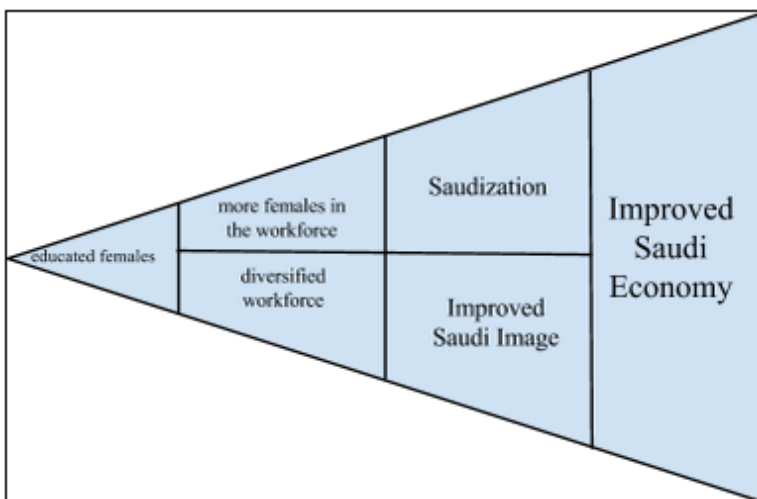 educated females
more females in
the workforce
diversified
workforce
Saudization
Improved
Saudi Image
Improved
Saudi
Economy